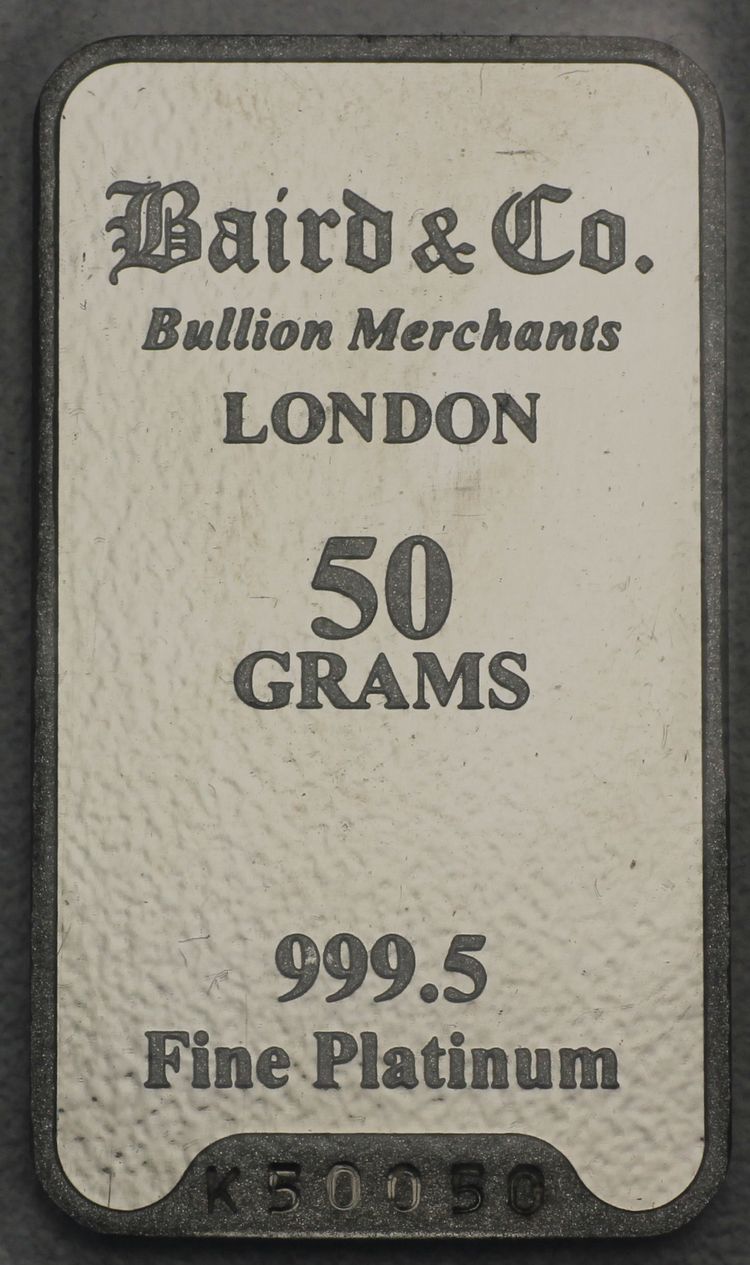 Baird & Co.
Bullion Merchants
LONDON
50
GRAMS
999.5
Fine Platinum
K50050